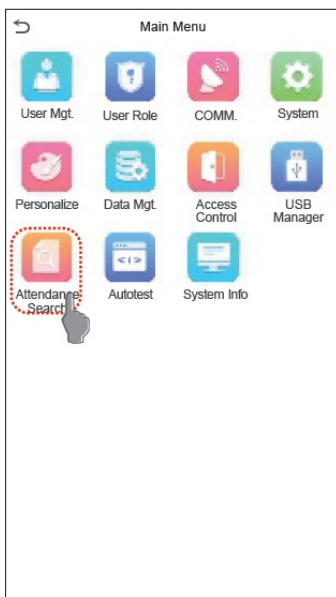 Main Menu
User Mgt.
User Role
COMM.
System
Personalize
Data Mgt.
Access
Control
USB
Manager
Attendance
Search
Autotest
System Info